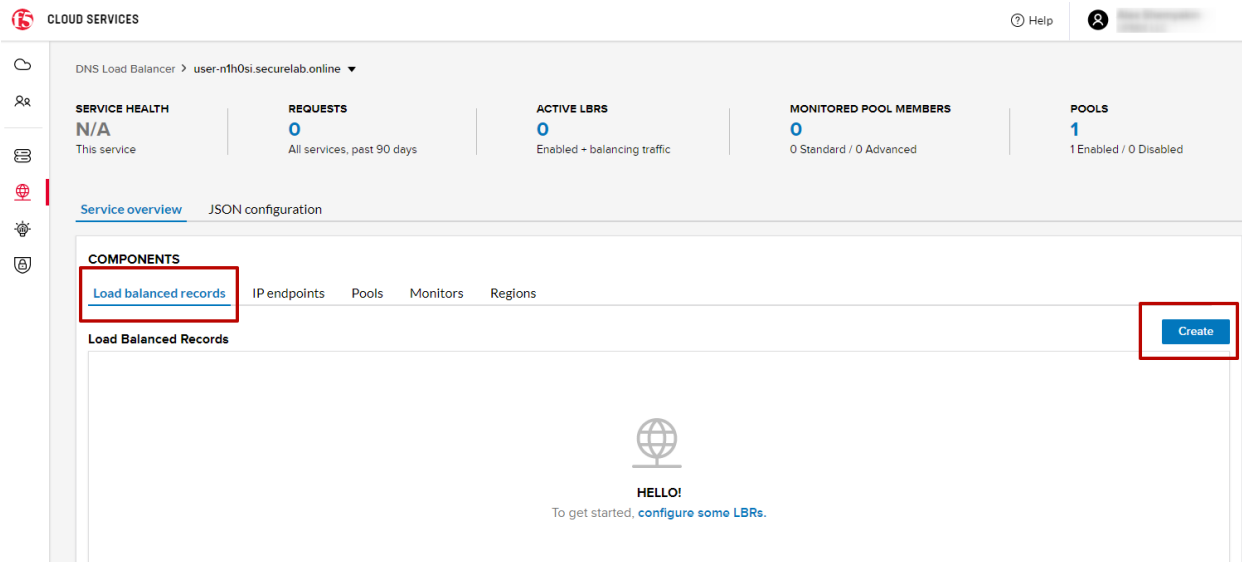 f5 CLOUD SERVICES
Help
DNS Load Balancer > user-n1h0si.securelab.online
SERVICE HEALTH
N/A
This service
REQUESTS
0
All services, past 90 days
ACTIVE LBRS
0
Enabled + balancing traffic
MONITORED POOL MEMBERS
0
0 Standard / 0 Advanced
POOLS
1
1 Enabled / 0 Disabled
Service overview JSON configuration
COMPONENTS
Load balanced records IP endpoints Pools Monitors Regions
Load Balanced Records
Create
HELLO!
To get started, configure some LBRs.